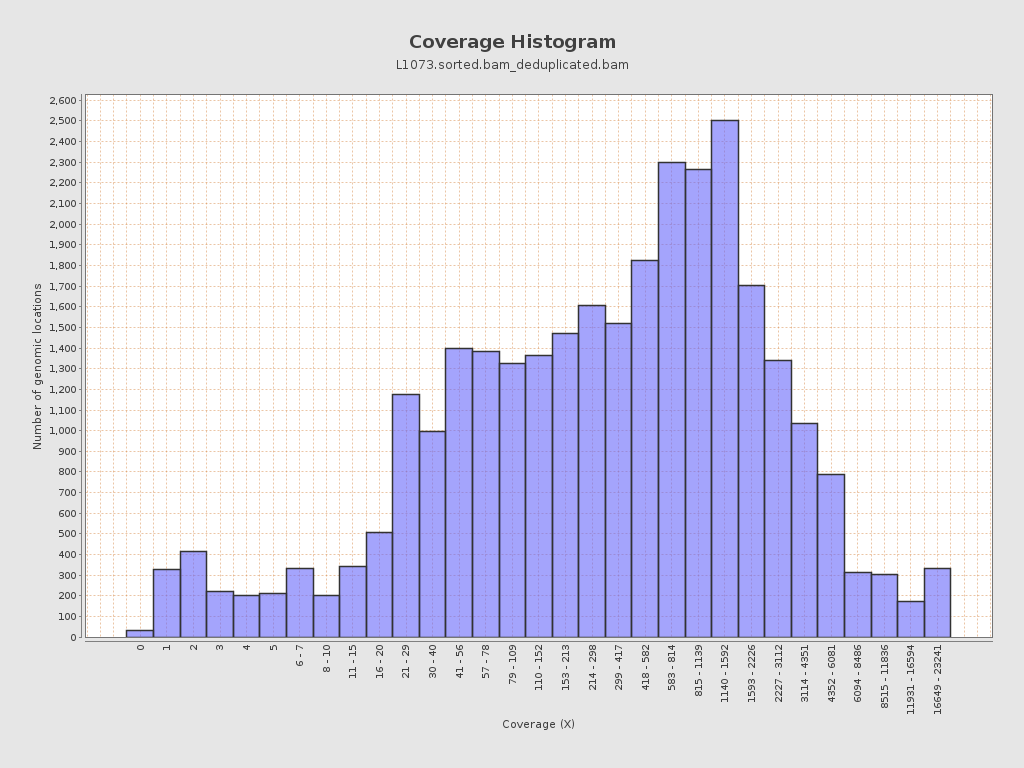 Coverage Histogram
L1073.sorted.bam_deduplicated.bam
Number of genomic locations
2,600
2,500
2,400
2,300
2,200
2,100
2,000
1,900
1,800
1,700
1,600
1,500
1,400
1,300
1,200
1,100
1,000
900
800
700
600
500
400
300
200
100
0
0
1
2
3
4
5
6 - 7
8 - 10
11 - 15
16 - 20
21 - 29
30 - 40
41 - 56
57 - 78
79 - 109
110 - 152
153 - 213
214 - 298
299 - 417
418 - 582
583 - 814
815 - 1139
1140 - 1592
1593 - 2226
2227 - 3112
3114 - 4351
4352 - 6081
6094 - 8486
8515 - 11836
11931 - 16594
16649 - 23241
Coverage (X)